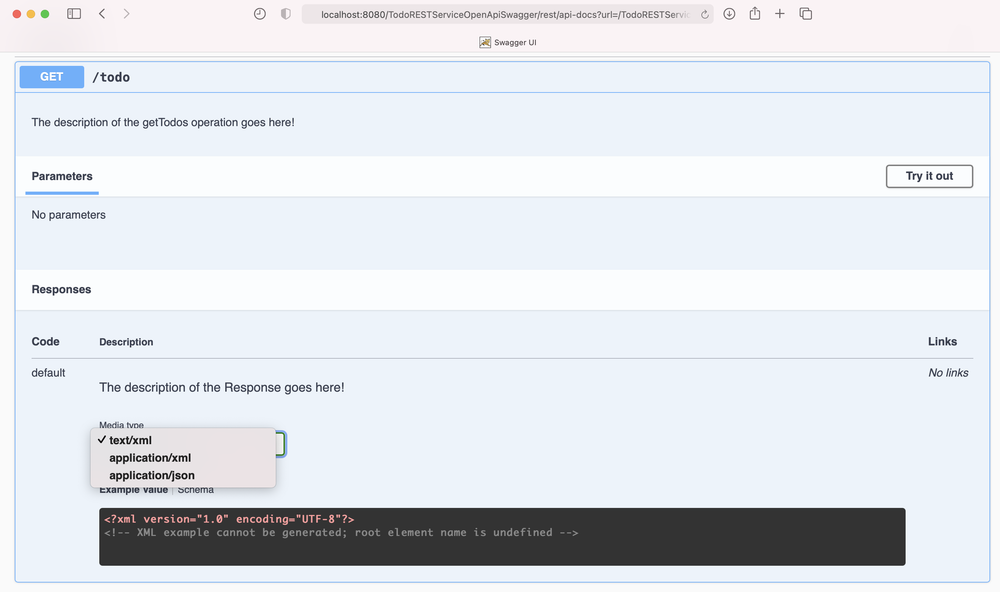 localhost:8080/TodoRESTServiceOpenApiSwagger/rest/api-docs?url=/TodoRESTServic
Swagger UI
GET /todo
The description of the getTodos operation goes here!
Parameters
Try it out
No parameters
Responses
Code Description Links
default
No links
The description of the Response goes here!
Media type
✓ text/xml
application/xml
application/json
Example Value | Schema
<?xml version="1.0" encoding="UTF-8"?>
<!-- XML example cannot be generated; root element name is undefined -->